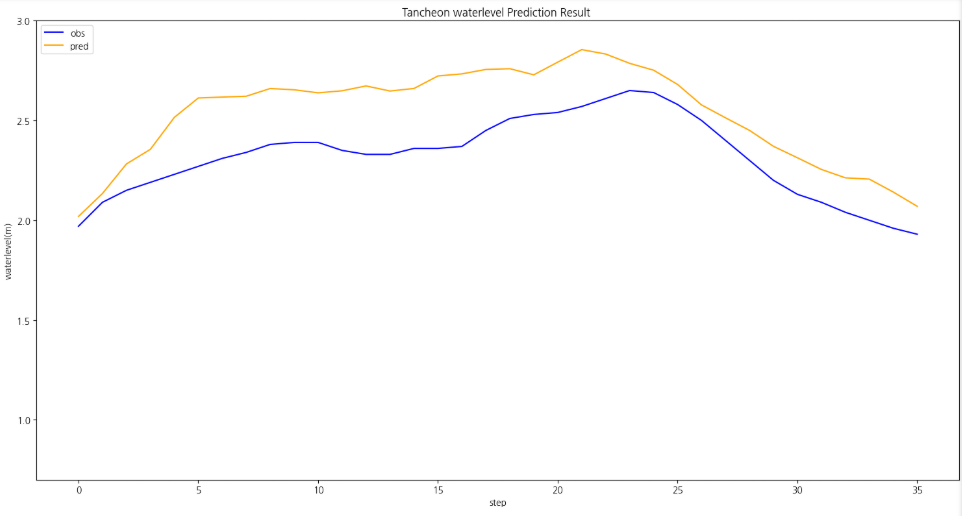 Tancheon waterlevel Prediction Result
obs
pred
3.0
2.5
2.0
1.5
1.0
waterlevel(m)
0 5 10 15 20 25 30 35
step